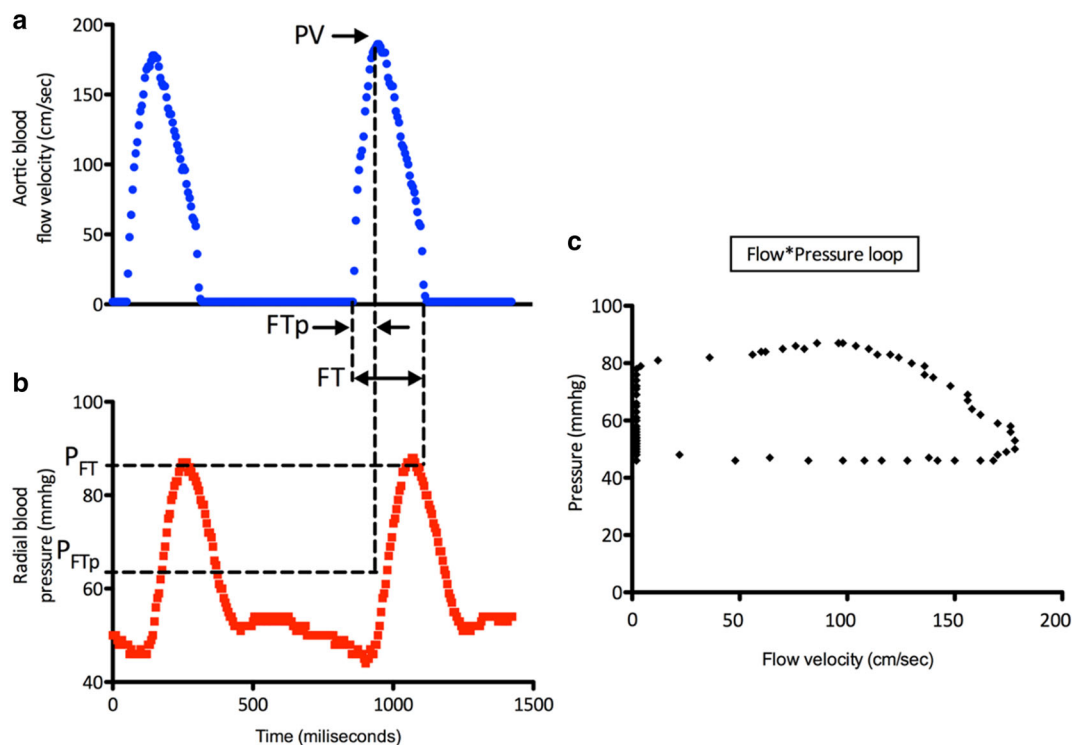 a
200
150
100
50
0
Aortic blood
flow velocity (cm/sec)
PV
FTp
FT
b
100
80
60
40
P_FT
P_FTp
Radial blood
pressure (mmhg)
0
500
1000
1500
Time (miliseconds)
c
Flow*Pressure loop
100
80
60
40
20
0
Pressure (mmhg)
0
50
100
150
200
Flow velocity (cm/sec)